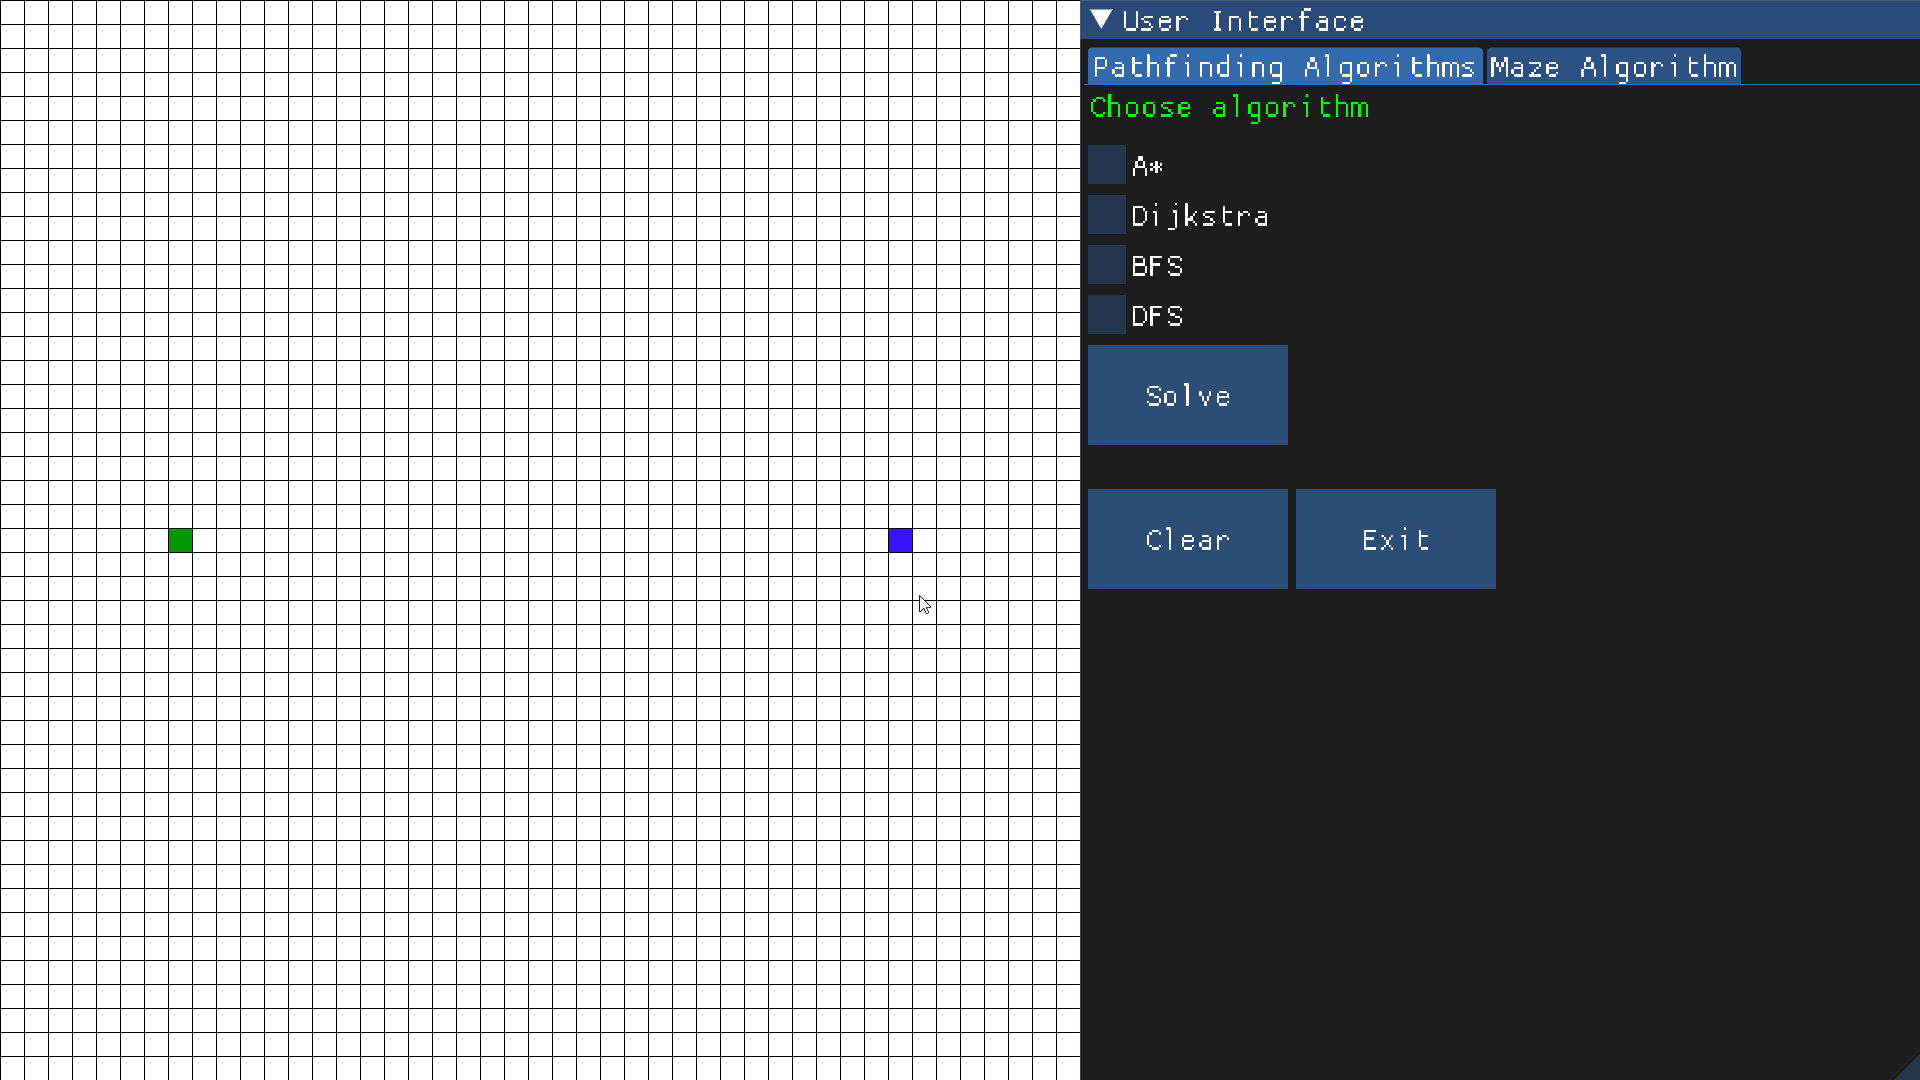 User Interface
Pathfinding Algorithms Maze Algorithm
Choose algorithm
A*
Dijkstra
BFS
DFS
Solve
Clear Exit